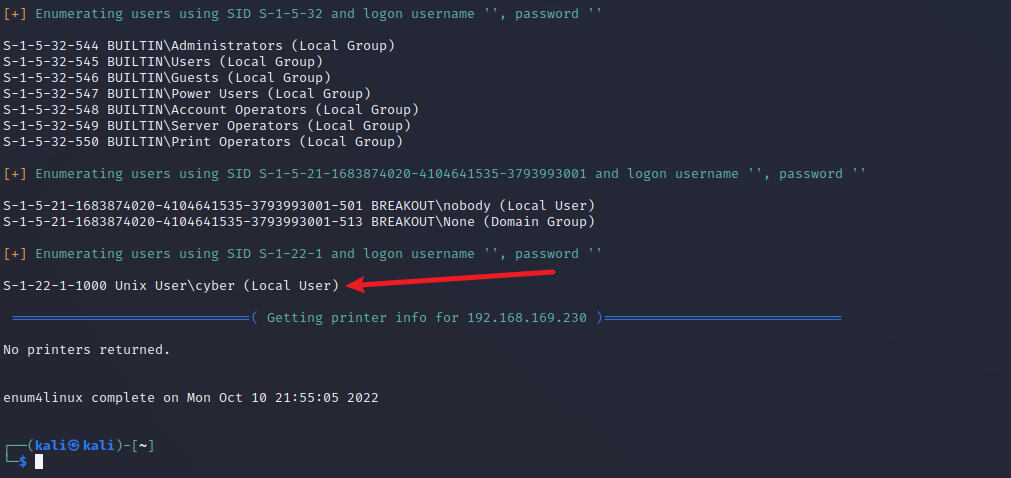 [+] Enumerating users using SID S-1-5-32 and logon username '', password ''
S-1-5-32-544 BUILTIN\Administrators (Local Group)
S-1-5-32-545 BUILTIN\Users (Local Group)
S-1-5-32-546 BUILTIN\Guests (Local Group)
S-1-5-32-547 BUILTIN\Power Users (Local Group)
S-1-5-32-548 BUILTIN\Account Operators (Local Group)
S-1-5-32-549 BUILTIN\Server Operators (Local Group)
S-1-5-32-550 BUILTIN\Print Operators (Local Group)
[+] Enumerating users using SID S-1-5-21-1683874020-4104641535-3793993001 and logon username '', password ''
S-1-5-21-1683874020-4104641535-3793993001-501 BREAKOUT\nobody (Local User)
S-1-5-21-1683874020-4104641535-3793993001-513 BREAKOUT\None (Domain Group)
[+] Enumerating users using SID S-1-22-1 and logon username '', password ''
S-1-22-1-1000 Unix User\cyber (Local User)
==============================( Getting printer info for 192.168.169.230 )==============================
No printers returned.
enum4linux complete on Mon Oct 10 21:55:05 2022
┌──(kali㉿kali)-[~]
└─$